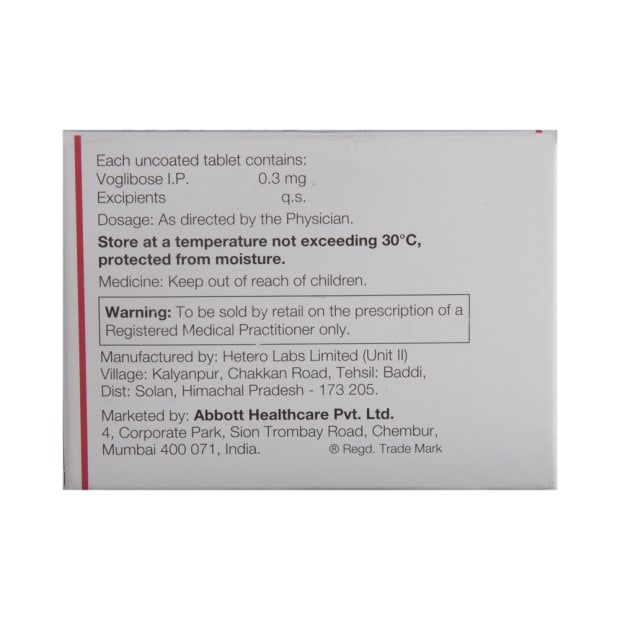 Each uncoated tablet contains:
Voglibose I.P. 0.3 mg
Excipients q.s.
Dosage: As directed by the Physician.
Store at a temperature not exceeding 30°C,
protected from moisture.
Medicine: Keep out of reach of children.
Warning: To be sold by retail on the prescription of a
Registered Medical Practitioner only.
Manufactured by: Hetero Labs Limited (Unit II)
Village: Kalyanpur, Chakkan Road, Tehsil: Baddi,
Dist: Solan, Himachal Pradesh - 173 205.
Marketed by: Abbott Healthcare Pvt. Ltd.
4, Corporate Park, Sion Trombay Road, Chembur,
Mumbai 400 071, India. ® Regd. Trade Mark